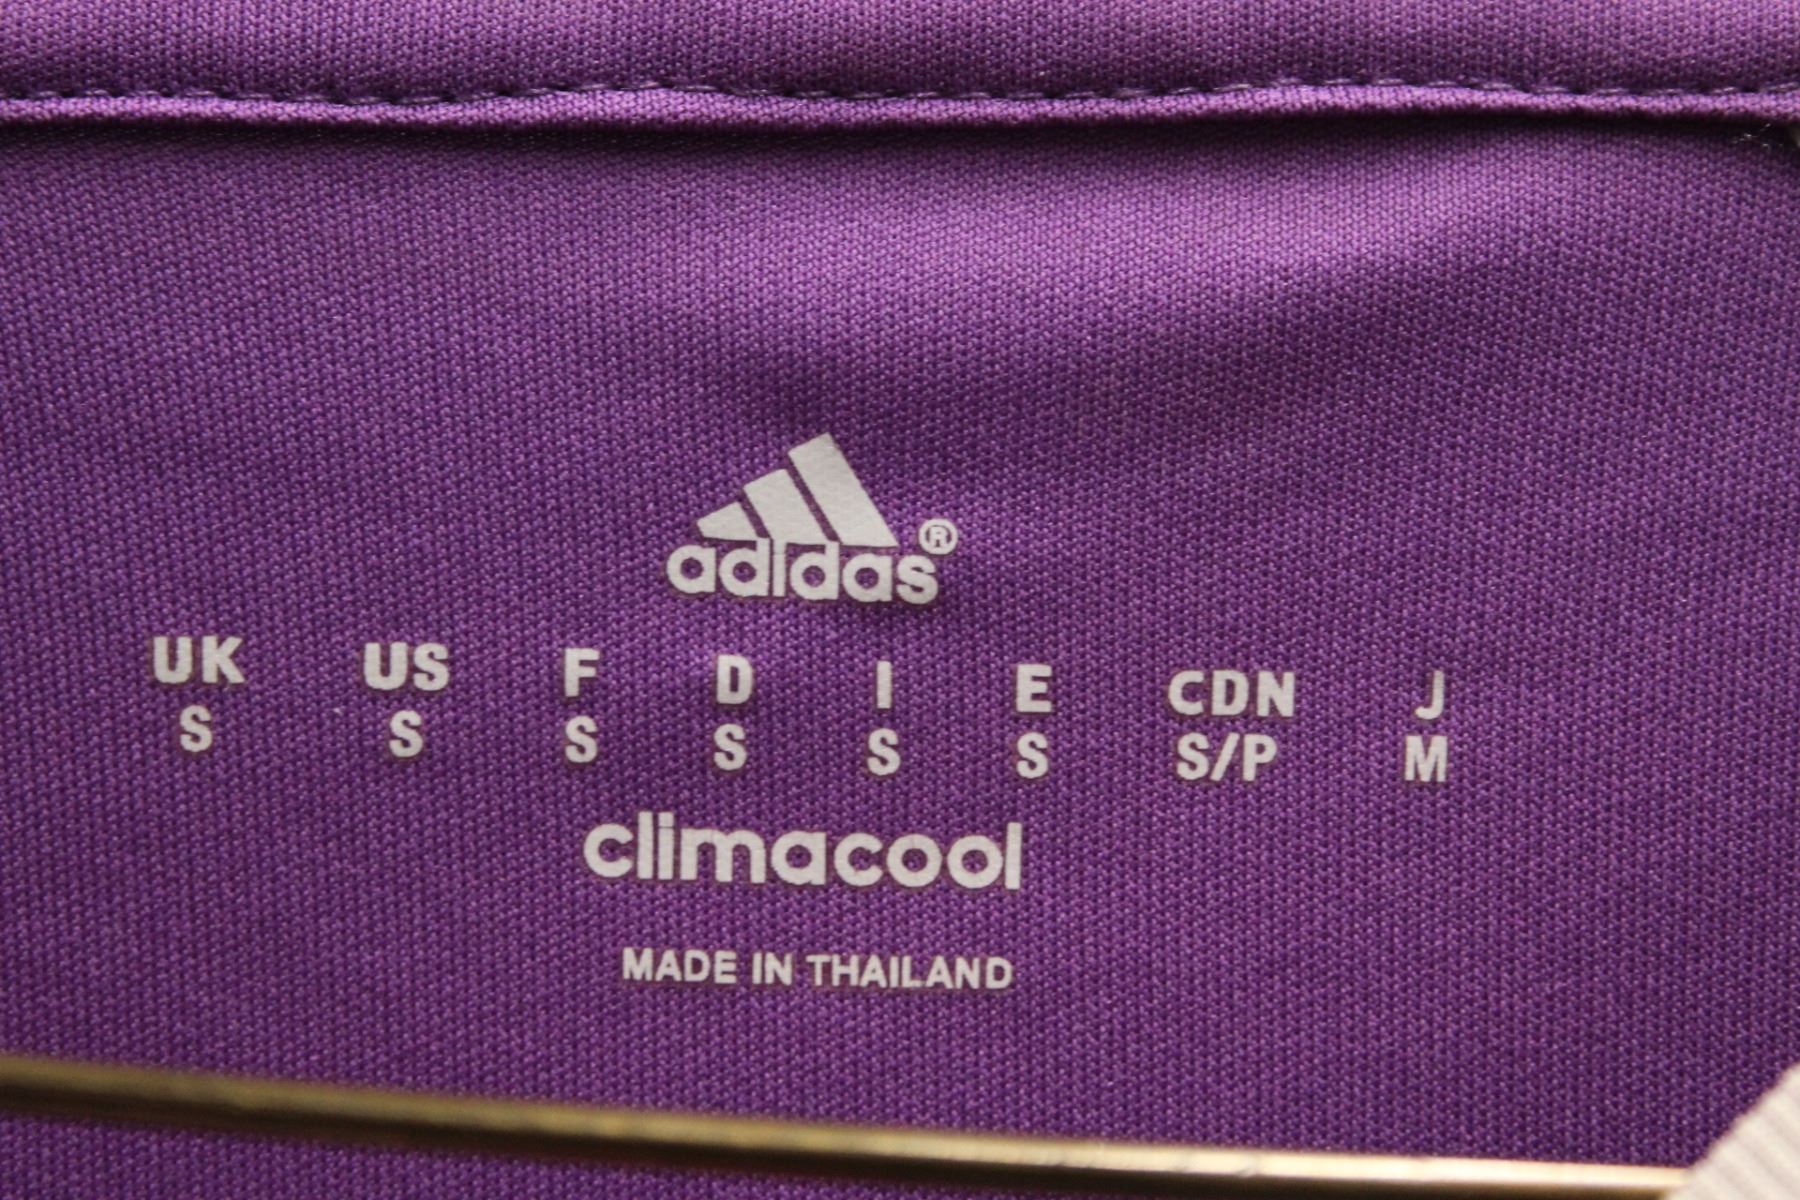 adidas®
UK US F D I E CDN J
S S S S S S S/P M
climacool
MADE IN THAILAND